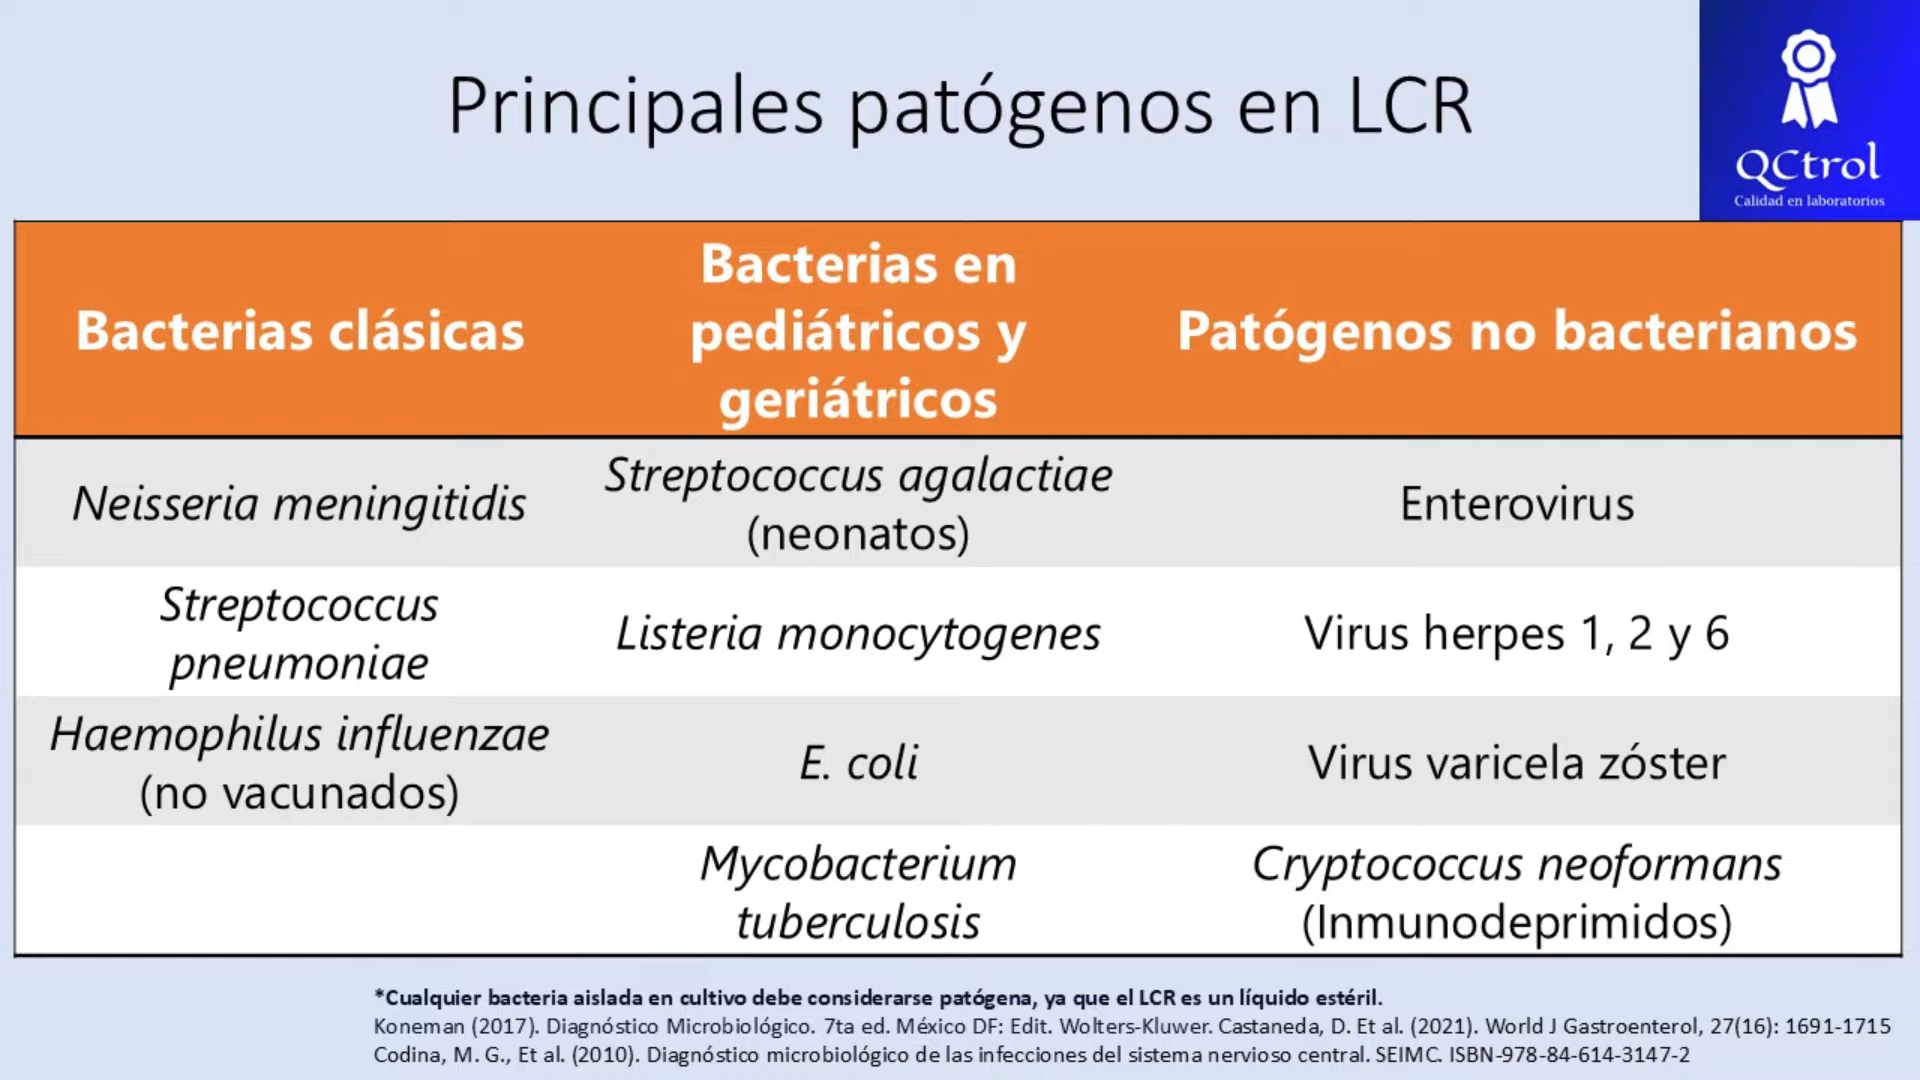 Principales patógenos en LCR
QCtrol
Calidad en laboratorios
Bacterias clásicas
Bacterias en
pediátricos y
geriátricos
Patógenos no bacterianos
Neisseria meningitidis
Streptococcus agalactiae
(neonatos)
Enterovirus
Streptococcus
pneumoniae
Listeria monocytogenes
Virus herpes 1, 2 y 6
Haemophilus influenzae
(no vacunados)
E. coli
Virus varicela zóster
Mycobacterium
tuberculosis
Cryptococcus neoformans
(Inmunodeprimidos)
*Cualquier bacteria aislada en cultivo debe considerarse patógena, ya que el LCR es un líquido estéril.
Koneman (2017). Diagnóstico Microbiológico. 7ta ed. México DF: Edit. Wolters-Kluwer. Castaneda, D. Et al. (2021). World J Gastroenterol, 27(16): 1691-1715
Codina, M. G., Et al. (2010). Diagnóstico microbiológico de las infecciones del sistema nervioso central. SEIMC. ISBN-978-84-614-3147-2